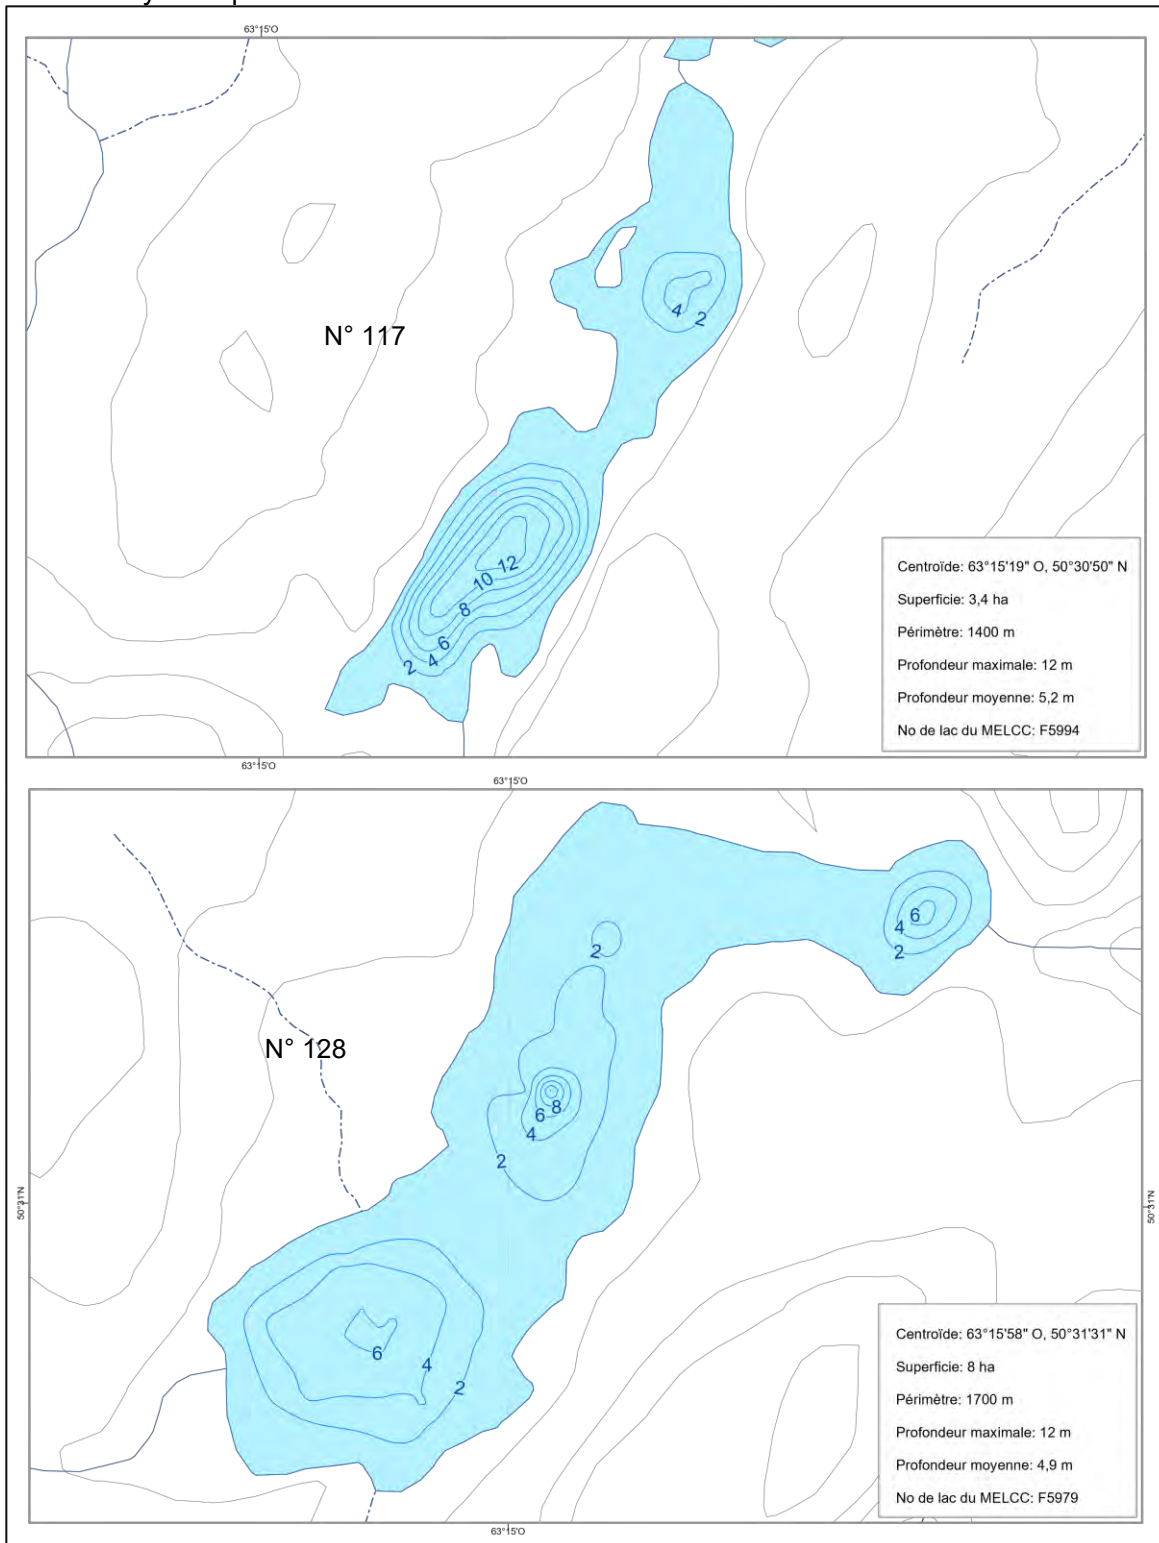 63°15'O
N° 117
4
2
12
10
8
6
4
2
Centroïde: 63°15'19" O, 50°30'50" N
Superficie: 3,4 ha
Périmètre: 1400 m
Profondeur maximale: 12 m
Profondeur moyenne: 5,2 m
No de lac du MELCC: F5994
63°15'O
63°15'O
6
4
2
2
N° 128
8
6
4
2
50°31'N
50°31'N
6
4
2
Centroïde: 63°15'58" O, 50°31'31" N
Superficie: 8 ha
Périmètre: 1700 m
Profondeur maximale: 12 m
Profondeur moyenne: 4,9 m
No de lac du MELCC: F5979
63°15'O